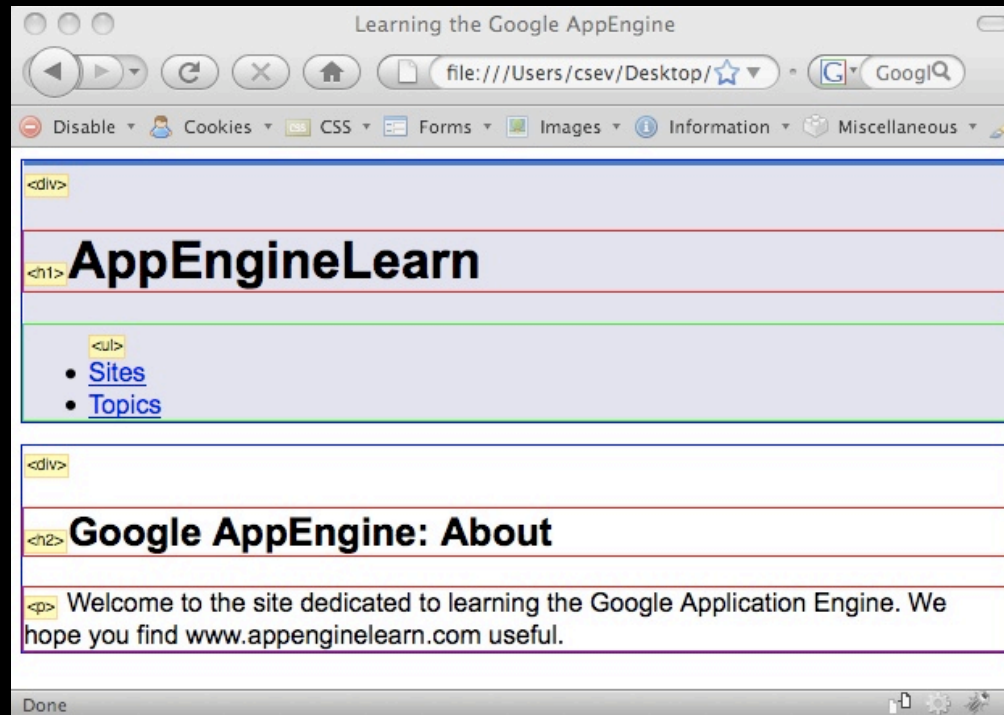 Learning the Google AppEngine
file:///Users/csev/Desktop/ G Googl
Disable Cookies CSS Forms Images Information Miscellaneous
<div>
<h1> AppEngineLearn
<ul>
• Sites
• Topics
<div>
<h2> Google AppEngine: About
<p> Welcome to the site dedicated to learning the Google Application Engine. We
hope you find www.appenginelearn.com useful.
Done